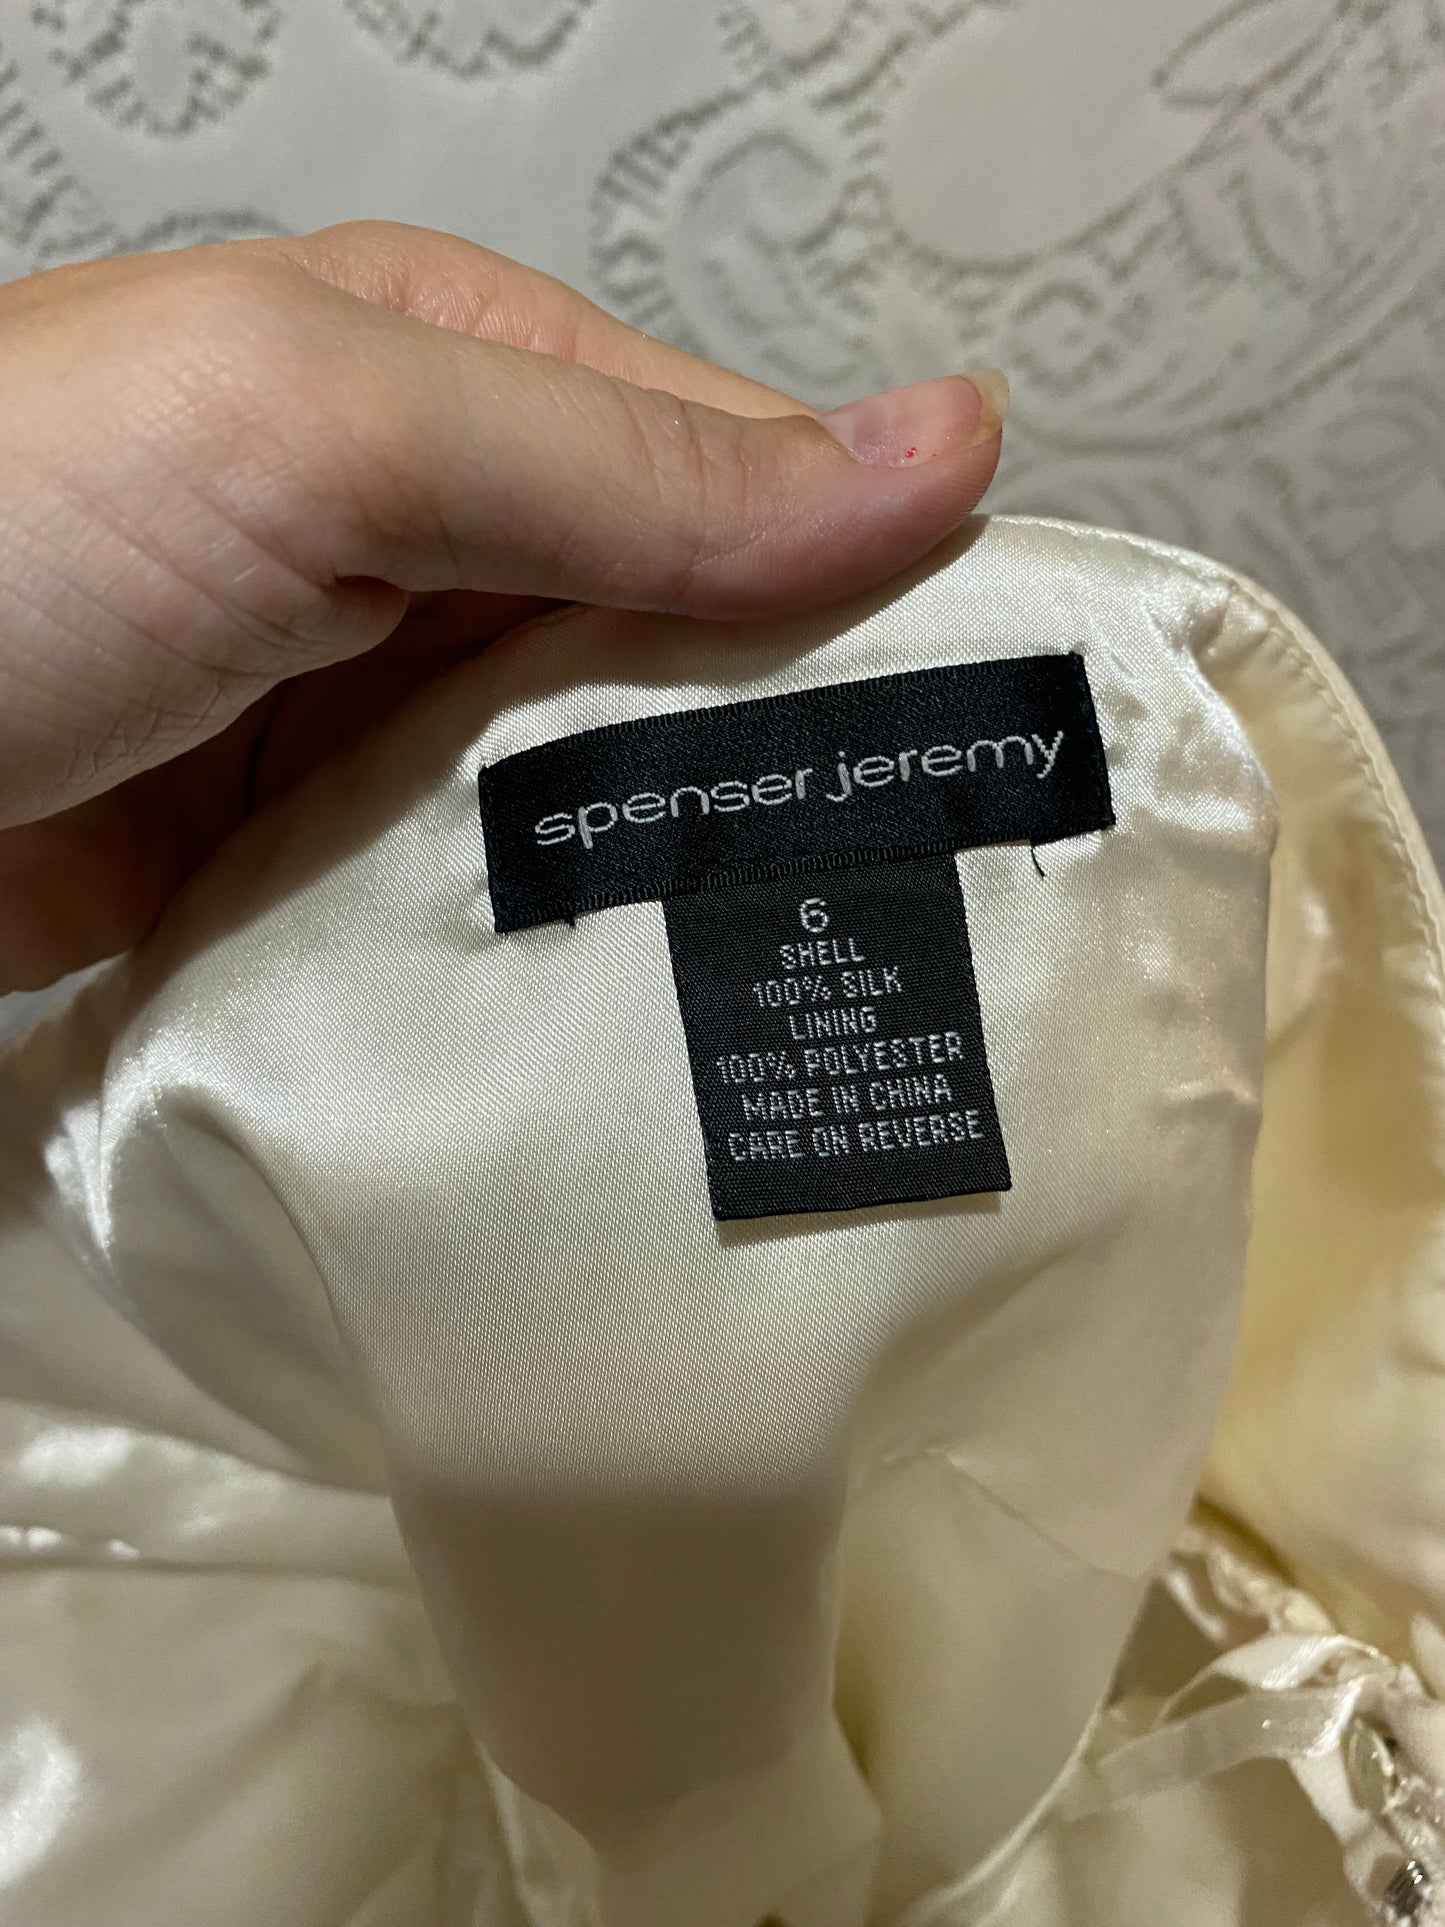 spenser jeremy
6
SHELL
100% SILK
LINING
100% POLYESTER
MADE IN CHINA
CARE ON REVERSE